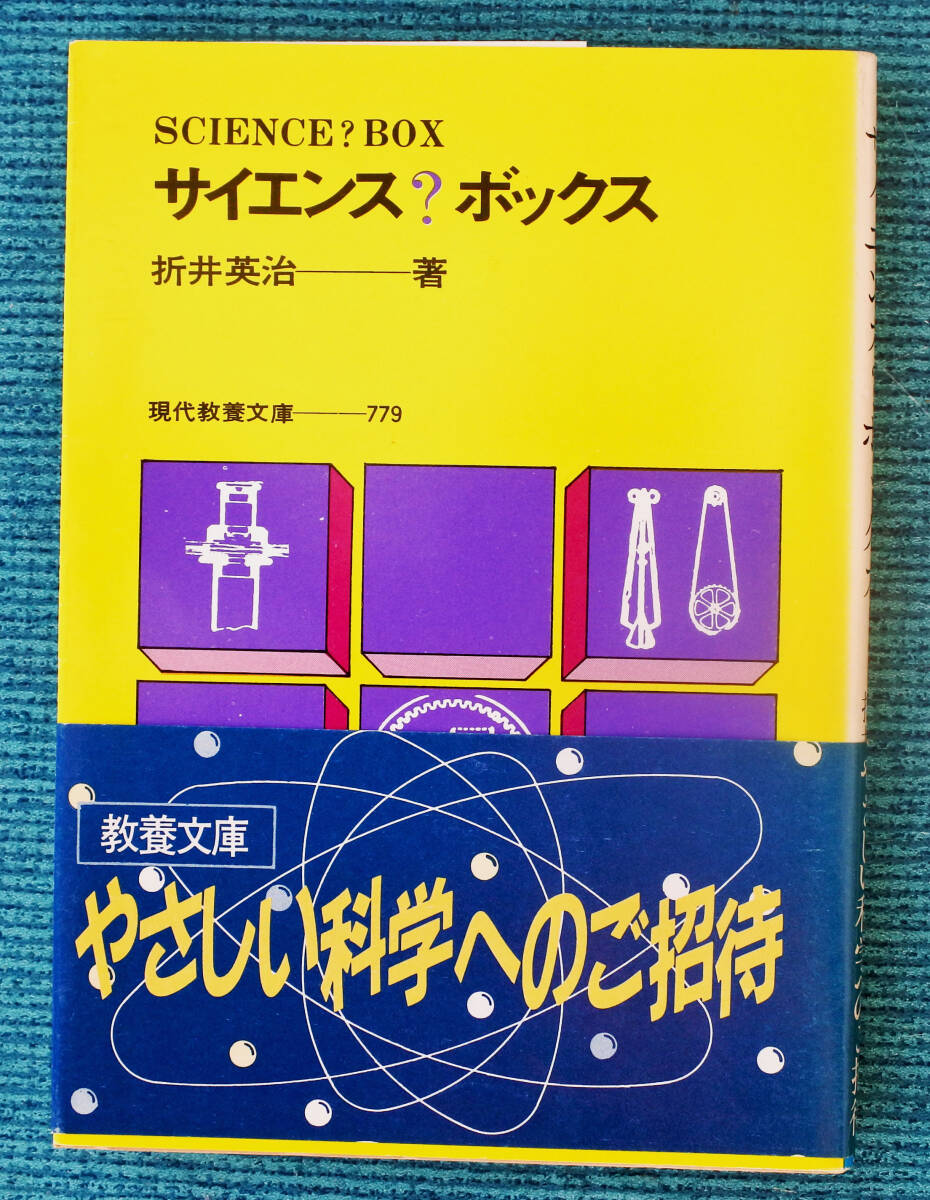 SCIENCE?BOX
サイエンス?ボックス
折井英治———著
現代教養文庫———779
教養文庫
やさしい科学へのご招待